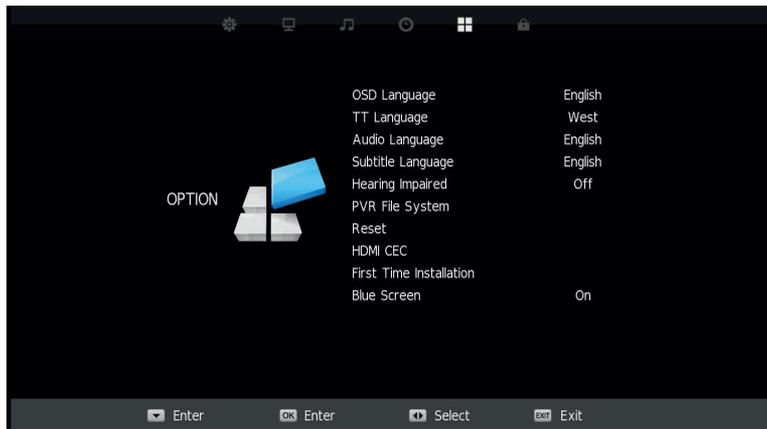 OSD Language English
TT Language West
Audio Language English
Subtitle Language English
Hearing Impaired Off
OPTION
PVR File System
Reset
HDMI CEC
First Time Installation
Blue Screen On
Enter OK Enter Select EXIT Exit